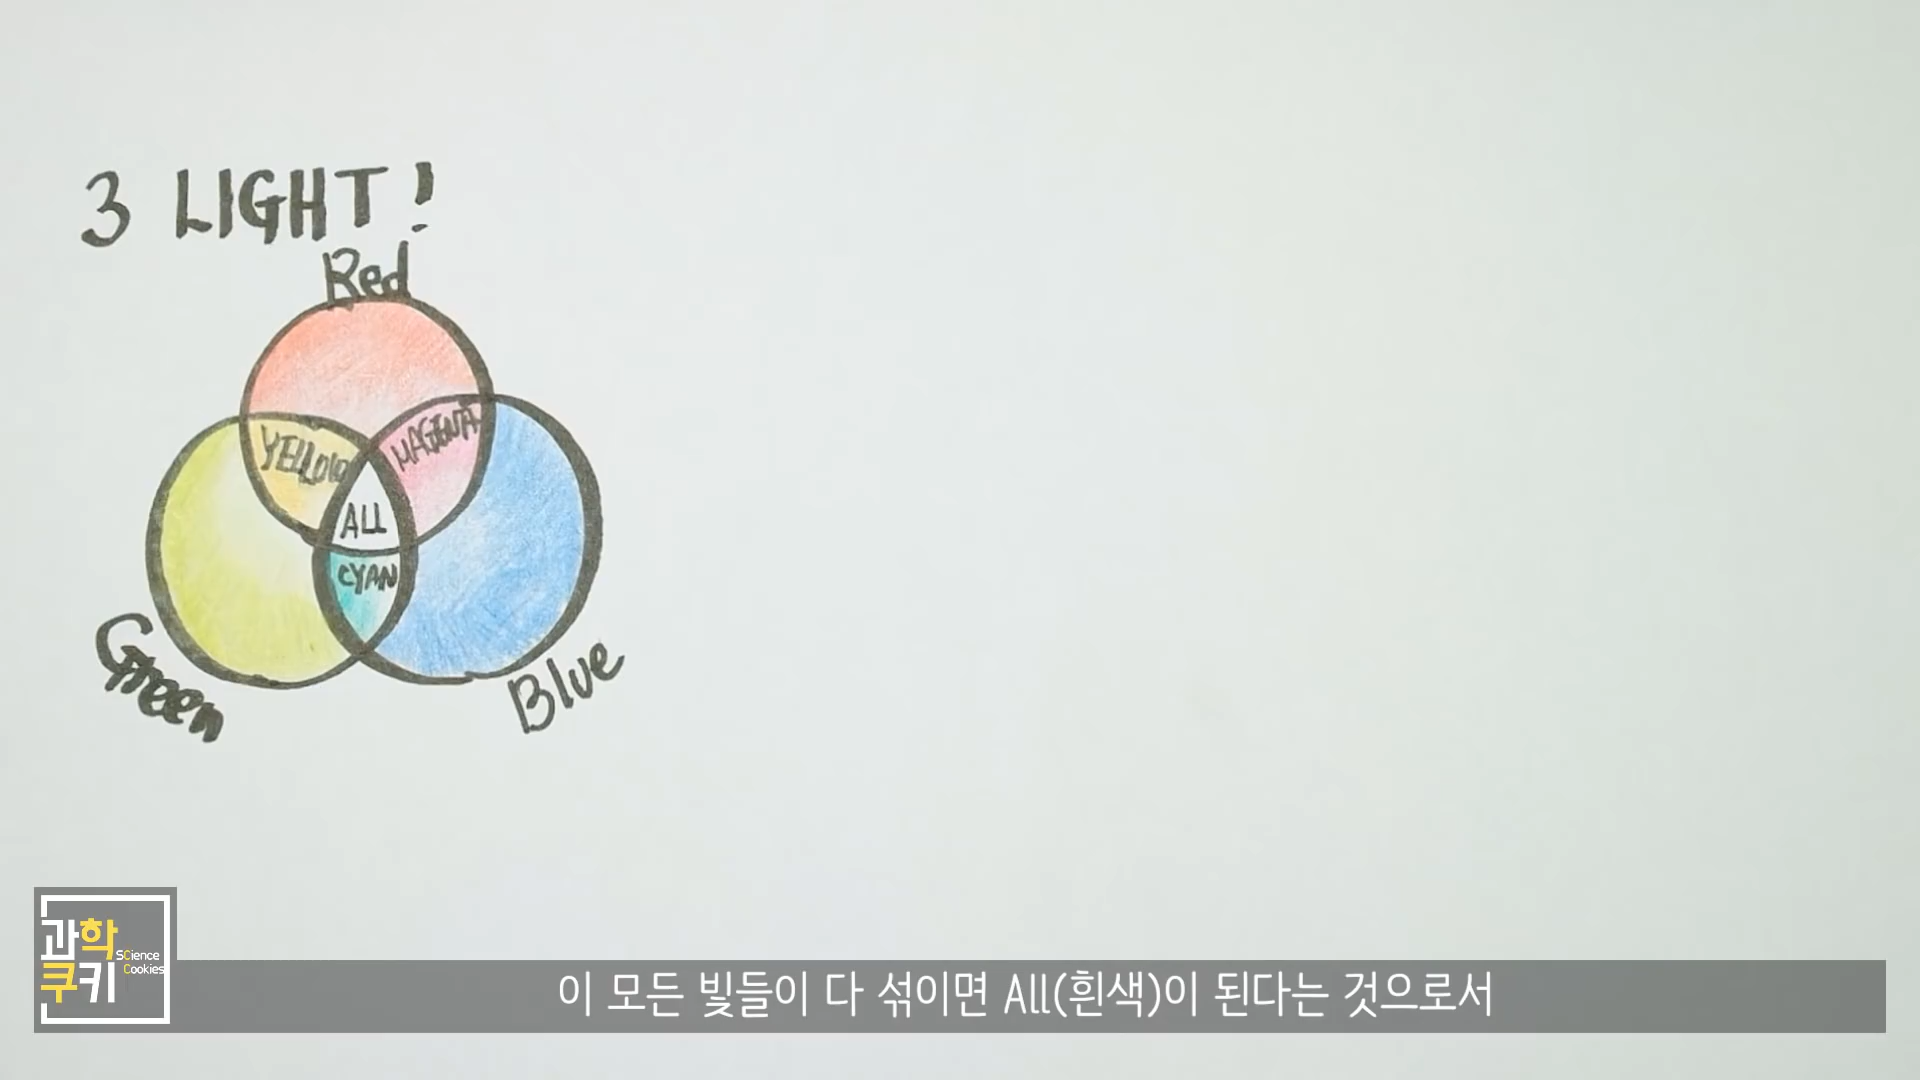 3 LIGHT!
Red
YELLOW
MAGENTA
ALL
CYAN
Green
Blue
과학
쿠키
Science
Cookies
이 모든 빛들이 다 섞이면 All(흰색)이 된다는 것으로서